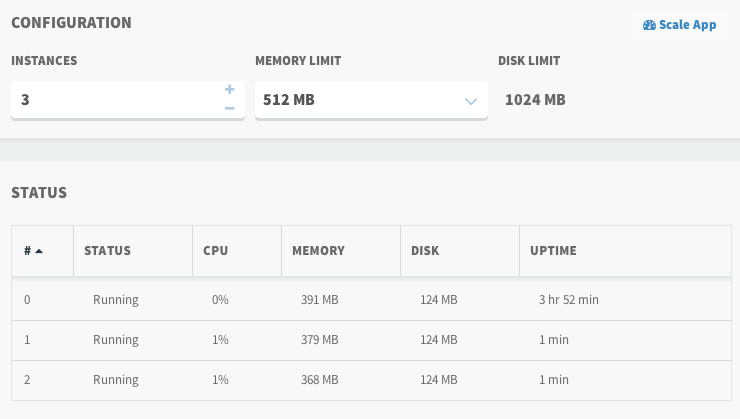 CONFIGURATION
Scale App
INSTANCES MEMORY LIMIT DISK LIMIT
3 + − 512 MB 1024 MB
STATUS
# STATUS CPU MEMORY DISK UPTIME
0 Running 0% 391 MB 124 MB 3 hr 52 min
1 Running 1% 379 MB 124 MB 1 min
2 Running 1% 368 MB 124 MB 1 min